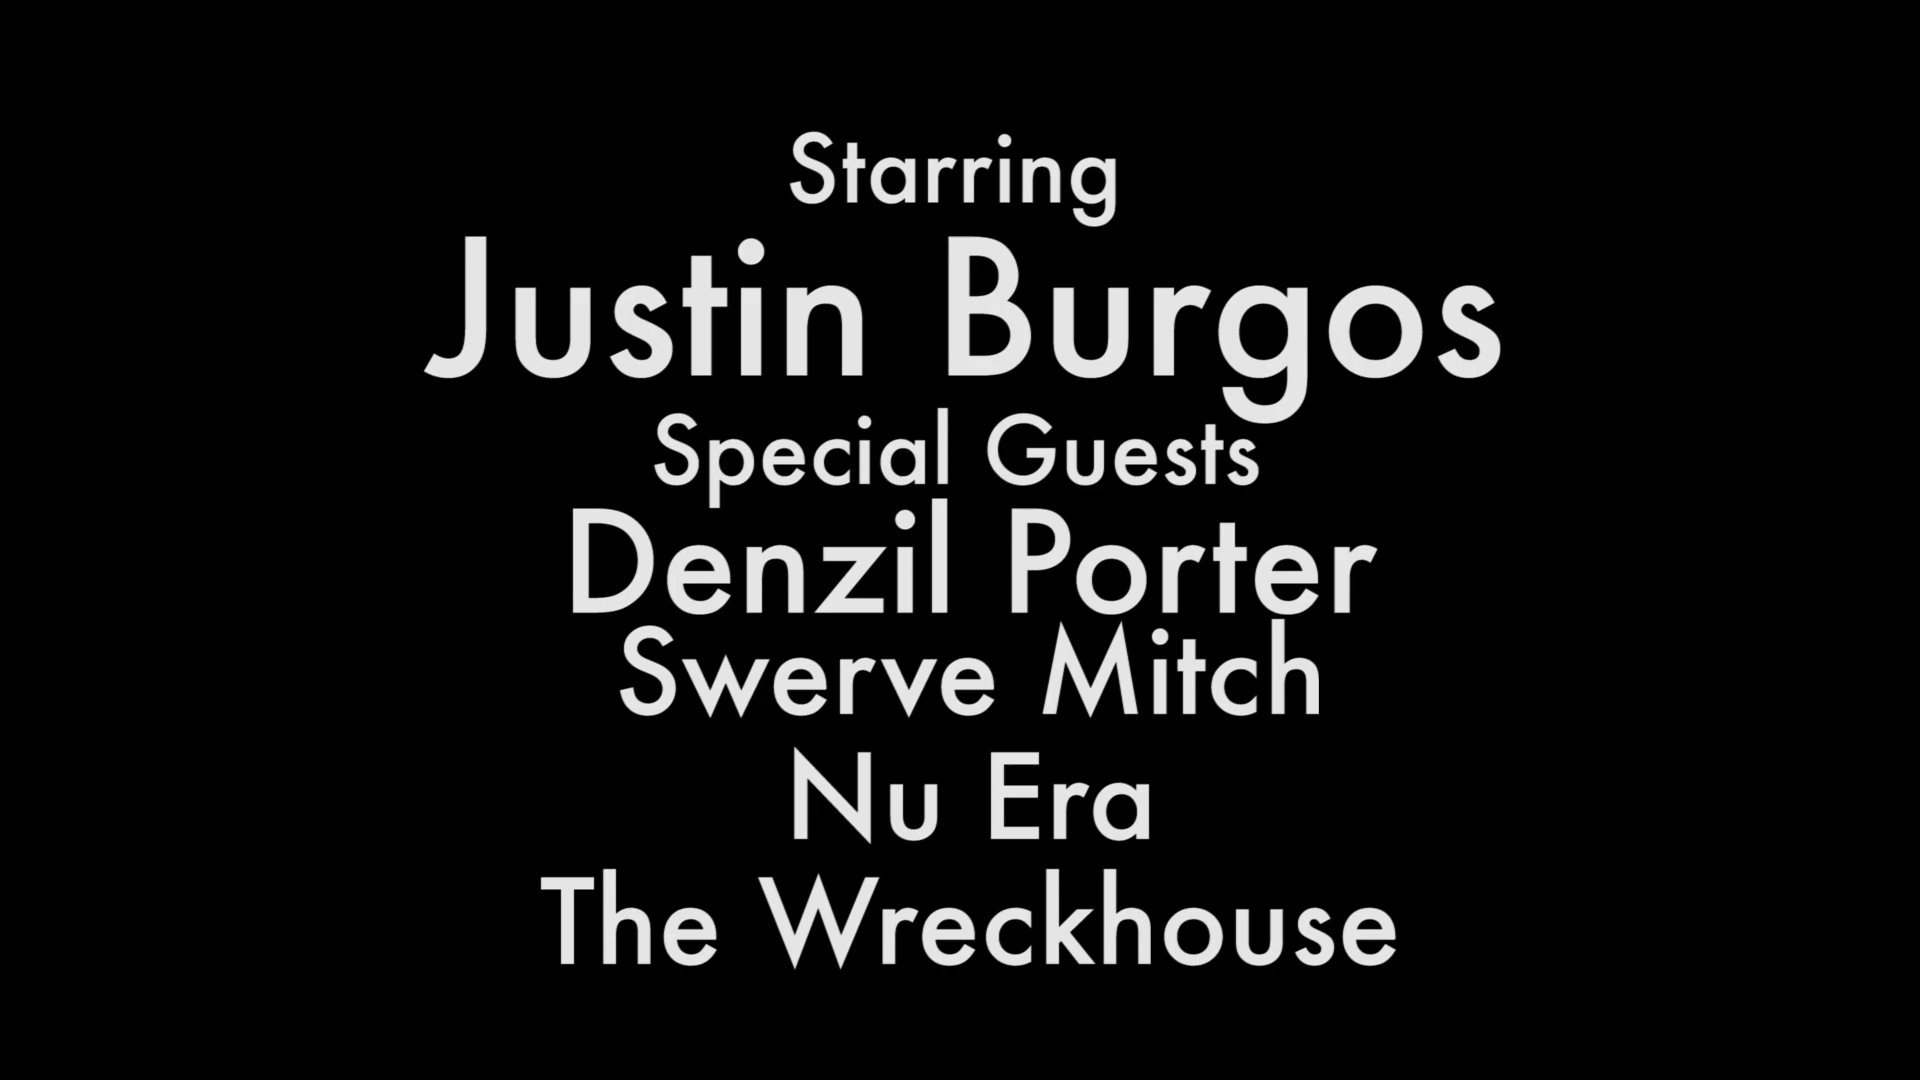 Starring
Justin Burgos
Special Guests
Denzil Porter
Swerve Mitch
Nu Era
The Wreckhouse